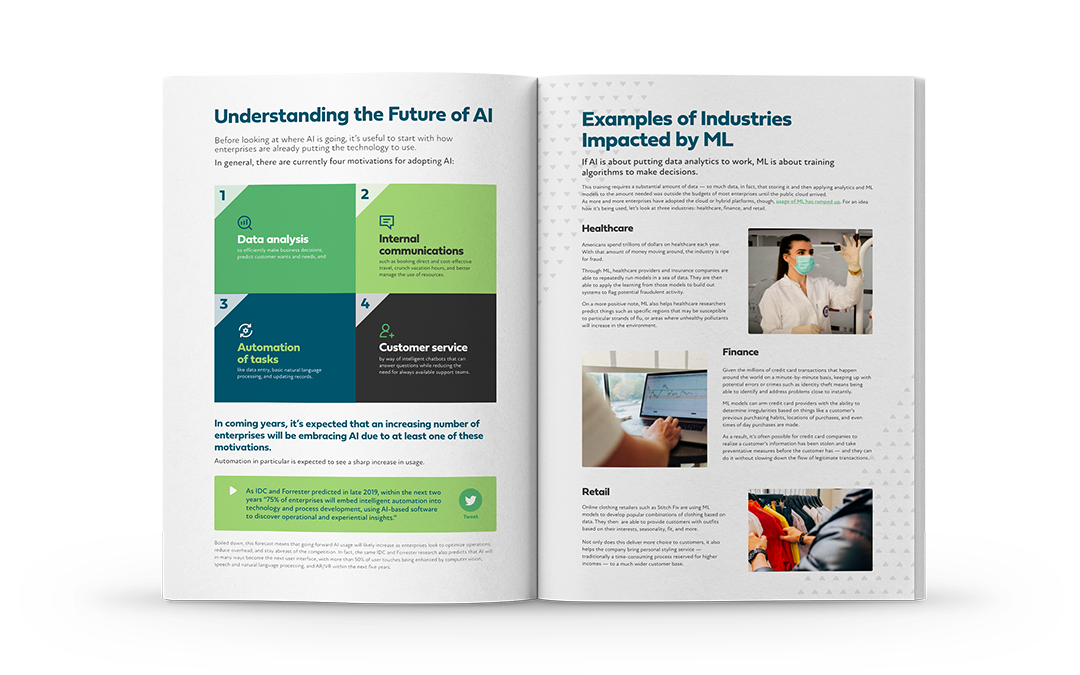 Understanding the Future of AI
Before looking at where AI is going, it's useful to start with how
enterprises are already putting the technology to use.
In general, there are currently four motivations for adopting AI:
1
Data analysis
to efficiently make business decisions,
predict customer wants and needs, and
2
Internal
communications
such as booking direct and cost-effective
travel, crunch vacation hours, and better
manage the use of resources.
3
Automation
of tasks
like data entry, basic natural language
processing, and updating records.
4
Customer service
by way of intelligent chatbots that can
answer questions while reducing the
need for always available support teams.
In coming years, it's expected that an increasing number of
enterprises will be embracing AI due to at least one of these
motivations.
Automation in particular is expected to see a sharp increase in usage.
As IDC and Forrester predicted in late 2019, within the next two
years "75% of enterprises will embed intelligent automation into
technology and process development, using AI-based software
to discover operational and experiential insights."
Tweet
Boiled down, this forecast means that going forward AI usage will likely increase as enterprises look to optimize operations,
reduce overhead, and stay abreast of the competition. In fact, the same IDC and Forrester research also predicts that AI will
in many ways become the next user interface, with more than 50% of user touches being enhanced by computer vision,
speech and natural language processing, and AR/VR within the next five years.
Examples of Industries
Impacted by ML
If AI is about putting data analytics to work, ML is about training
algorithms to make decisions.
This training requires a substantial amount of data — so much data, in fact, that storing it and then applying analytics and ML
models to the amount needed was outside the budgets of most enterprises until the public cloud arrived.
As more and more enterprises have adopted the cloud or hybrid platforms, though, usage of ML has ramped up. For an idea
how it's being used, let's look at three industries: healthcare, finance, and retail.
Healthcare
Americans spend trillions of dollars on healthcare each year.
With that amount of money moving around, the industry is ripe
for fraud.
Through ML, healthcare providers and insurance companies are
able to repeatedly run models in a sea of data. They are then
able to apply the learning from those models to build out
systems to flag potential fraudulent activity.
On a more positive note, ML also helps healthcare researchers
predict things such as specific regions that may be susceptible
to particular strands of flu, or areas where unhealthy pollutants
will increase in the environment.
Finance
Given the millions of credit card transactions that happen
around the world on a minute-by-minute basis, keeping up with
potential errors or crimes such as identity theft means being
able to identify and address problems close to instantly.
ML models can arm credit card providers with the ability to
determine irregularities based on things like a customer's
previous purchasing habits, locations of purchases, and even
times of day purchases are made.
As a result, it's often possible for credit card companies to
realize a customer's information has been stolen and take
preventative measures before the customer has — and they can
do it without slowing down the flow of legitimate transactions.
Retail
Online clothing retailers such as Stitch Fix are using ML
models to develop popular combinations of clothing based on
data. They then are able to provide customers with outfits
based on their interests, seasonality, fit, and more.
Not only does this deliver more choice to customers, it also
helps the company bring personal styling service —
traditionally a time-consuming process reserved for higher
incomes — to a much wider customer base.